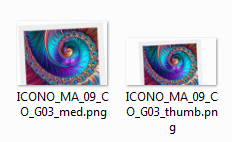 ICONO_MA_09_C
O_G03_med.png
ICONO_MA_09_C
O_G03_thumb.pn
g